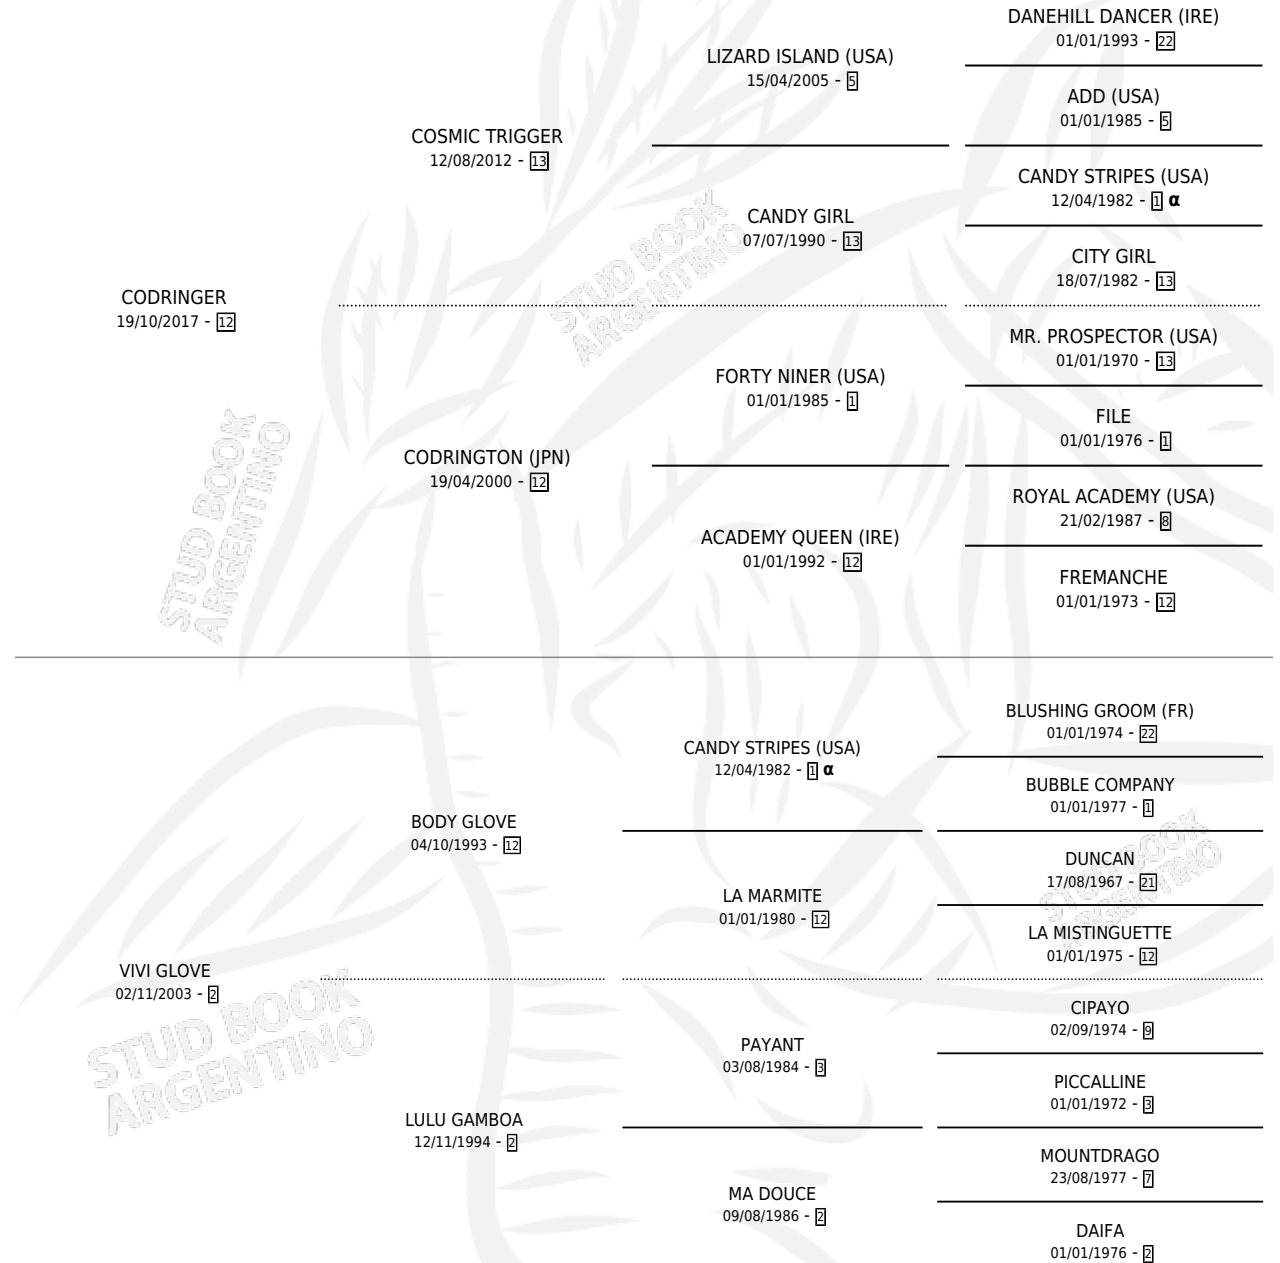 DANEHILL DANCER (IRE)
01/01/1993 - 22
LIZARD ISLAND (USA)
15/04/2005 - 5
ADD (USA)
01/01/1985 - 5
COSMIC TRIGGER
12/08/2012 - 13
CANDY STRIPES (USA)
12/04/1982 - 1 α
CANDY GIRL
07/07/1990 - 13
CITY GIRL
18/07/1982 - 13
CODRINGER
19/10/2017 - 12
MR. PROSPECTOR (USA)
01/01/1970 - 13
FORTY NINER (USA)
01/01/1985 - 1
FILE
01/01/1976 - 1
CODRINGTON (JPN)
19/04/2000 - 12
ROYAL ACADEMY (USA)
21/02/1987 - 8
ACADEMY QUEEN (IRE)
01/01/1992 - 12
FREMANCHE
01/01/1973 - 12
BLUSHING GROOM (FR)
01/01/1974 - 22
CANDY STRIPES (USA)
12/04/1982 - 1 α
BUBBLE COMPANY
01/01/1977 - 1
BODY GLOVE
04/10/1993 - 12
DUNCAN
17/08/1967 - 21
LA MARMITE
01/01/1980 - 12
LA MISTINGUETTE
01/01/1975 - 12
VIVI GLOVE
02/11/2003 - 2
CIPAYO
02/09/1974 - 9
PAYANT
03/08/1984 - 3
PICCALLINE
01/01/1972 - 3
LULU GAMBOA
12/11/1994 - 2
MOUNTDRAGO
23/08/1977 - 7
MA DOUCE
09/08/1986 - 2
DAIFA
01/01/1976 - 2
STUD BOOK
ARGENTINO
STUD BOOK
ARGENTINO
STUD BOOK
ARGENTINO
STUD BOOK
ARGENTINO